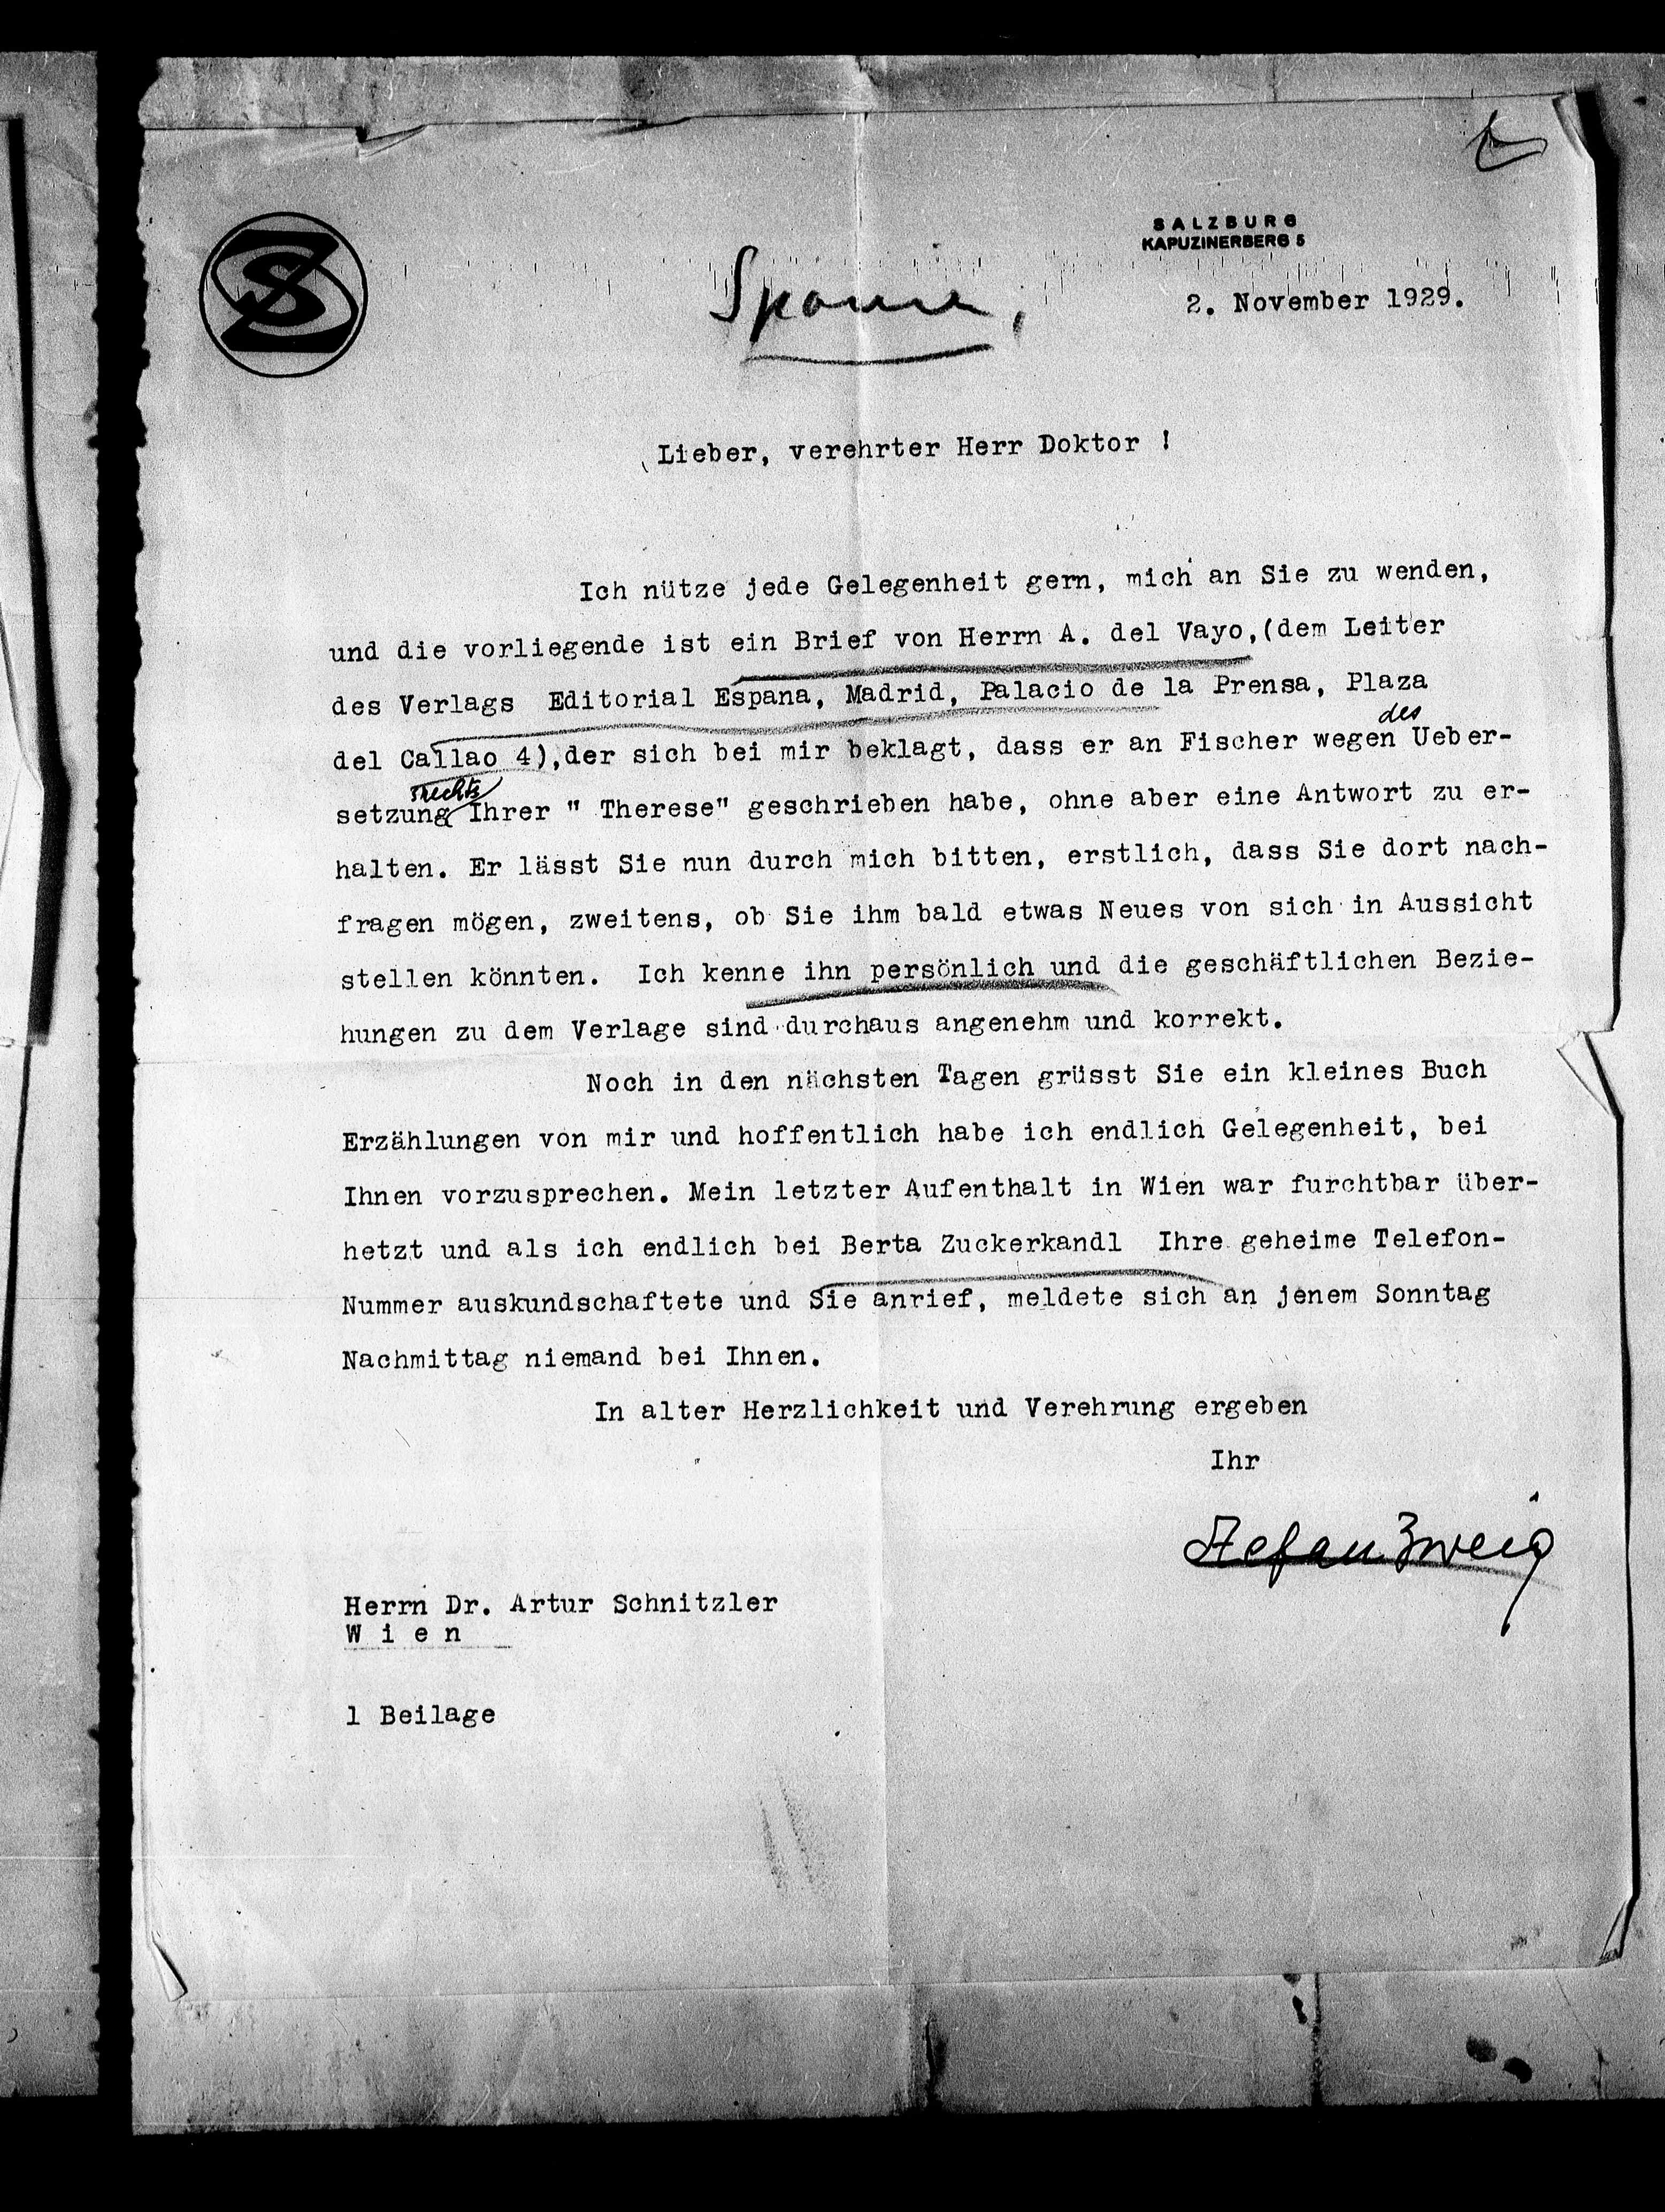 SZ
SALZBURG
KAPUZINERBERG 5
2. November 1929.
Lieber, verehrter Herr Doktor !
Ich nütze jede Gelegenheit gern, mich an Sie zu wenden,
und die vorliegende ist ein Brief von Herrn A. del Vayo,(dem Leiter
des Verlags Editorial Espana, Madrid, Palacio de la Prensa, Plaza
des
del Callao 4),der sich bei mir beklagt, dass er an Fischer wegen Ueber-
srechts
setzung Ihrer " Therese" geschrieben habe, ohne aber eine Antwort zu er-
halten. Er lässt Sie nun durch mich bitten, erstlich, dass Sie dort nach-
fragen mögen, zweitens, ob Sie ihm bald etwas Neues von sich in Aussicht
stellen könnten. Ich kenne ihn persönlich und die geschäftlichen Bezie-
hungen zu dem Verlage sind durchaus angenehm und korrekt.
Noch in den nächsten Tagen grüsst Sie ein kleines Buch
Erzählungen von mir und hoffentlich habe ich endlich Gelegenheit, bei
Ihnen vorzusprechen. Mein letzter Aufenthalt in Wien war furchtbar über-
hetzt und als ich endlich bei Berta Zuckerkandl Ihre geheime Telefon-
Nummer auskundschaftete und Sie anrief, meldete sich an jenem Sonntag
Nachmittag niemand bei Ihnen.
In alter Herzlichkeit und Verehrung ergeben
Ihr
Stefan Zweig
Herrn Dr. Artur Schnitzler
W i e n
1 Beilage